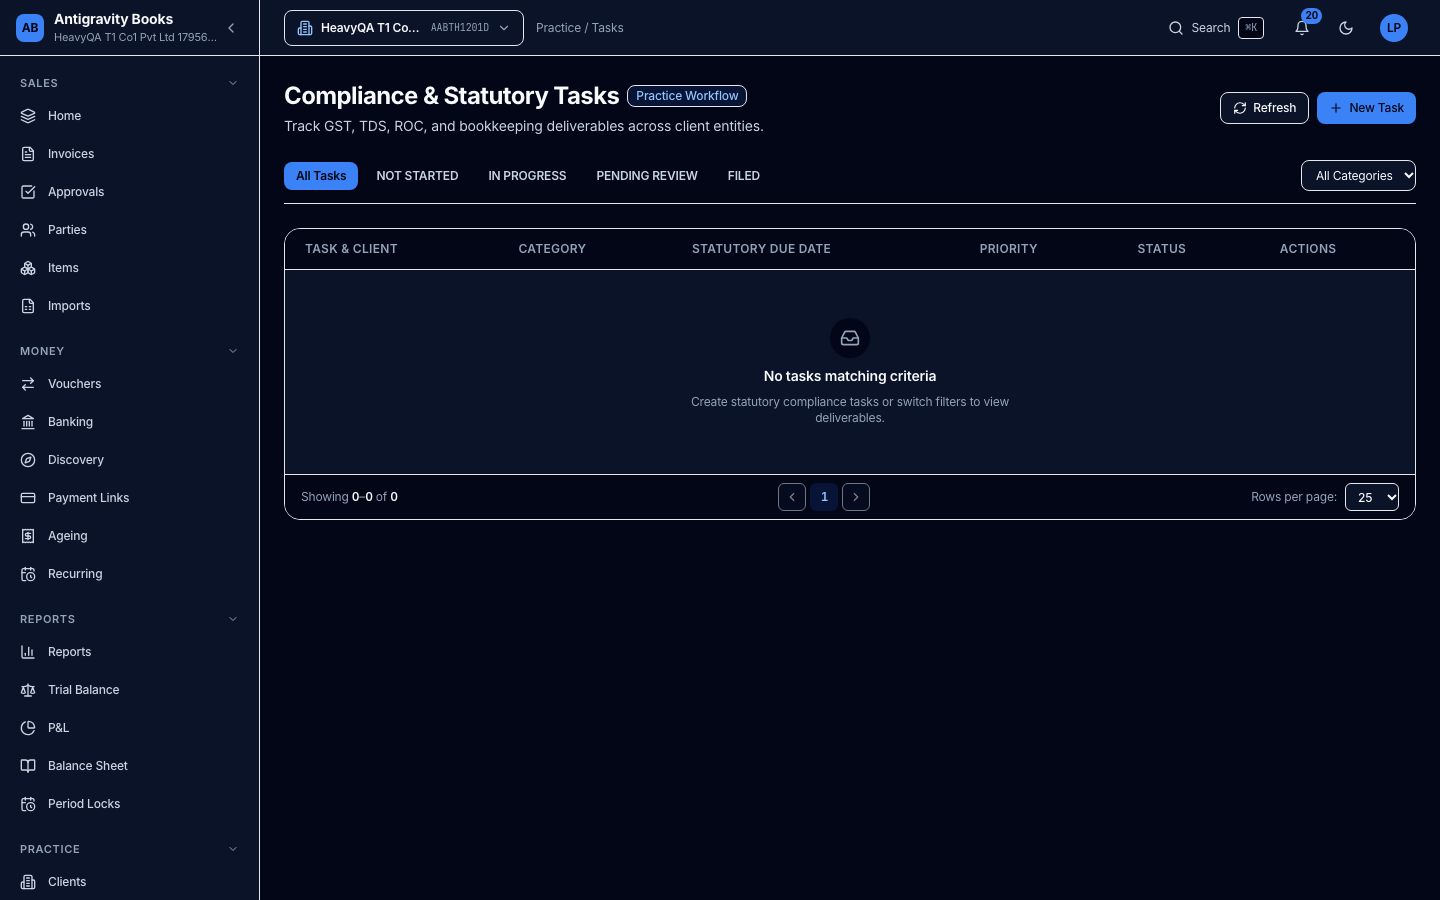 AB
Antigravity Books
HeavyQA T1 Co1 Pvt Ltd 17956...
HeavyQA T1 Co...
AABTH1201D
Practice / Tasks
Search
⌘K
20
LP
SALES
Home
Invoices
Approvals
Parties
Items
Imports
MONEY
Vouchers
Banking
Discovery
Payment Links
Ageing
Recurring
REPORTS
Reports
Trial Balance
P&L
Balance Sheet
Period Locks
PRACTICE
Clients
Compliance & Statutory Tasks
Practice Workflow
Track GST, TDS, ROC, and bookkeeping deliverables across client entities.
Refresh
New Task
All Tasks
NOT STARTED
IN PROGRESS
PENDING REVIEW
FILED
All Categories
TASK & CLIENT
CATEGORY
STATUTORY DUE DATE
PRIORITY
STATUS
ACTIONS
No tasks matching criteria
Create statutory compliance tasks or switch filters to view
deliverables.
Showing 0–0 of 0
1
Rows per page:
25